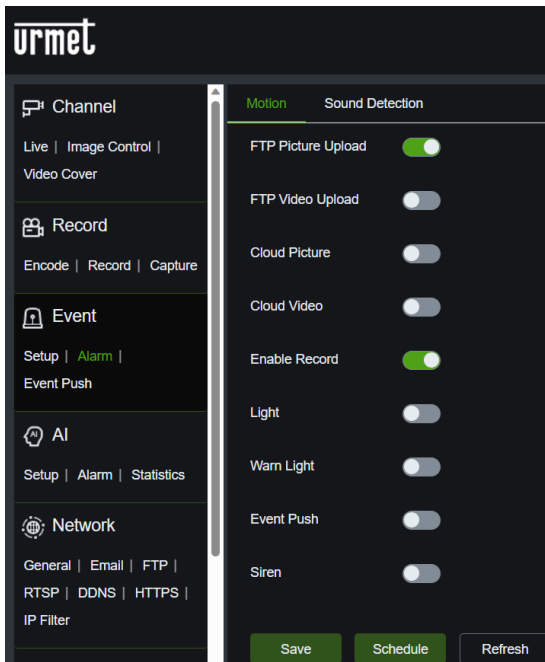 urmet
Channel
Live | Image Control |
Video Cover
Record
Encode | Record | Capture
Event
Setup | Alarm |
Event Push
AI
AI
Setup | Alarm | Statistics
Network
General | Email | FTP |
RTSP | DDNS | HTTPS |
IP Filter
Motion Sound Detection
FTP Picture Upload
FTP Video Upload
Cloud Picture
Cloud Video
Enable Record
Light
Warn Light
Event Push
Siren
Save Schedule Refresh